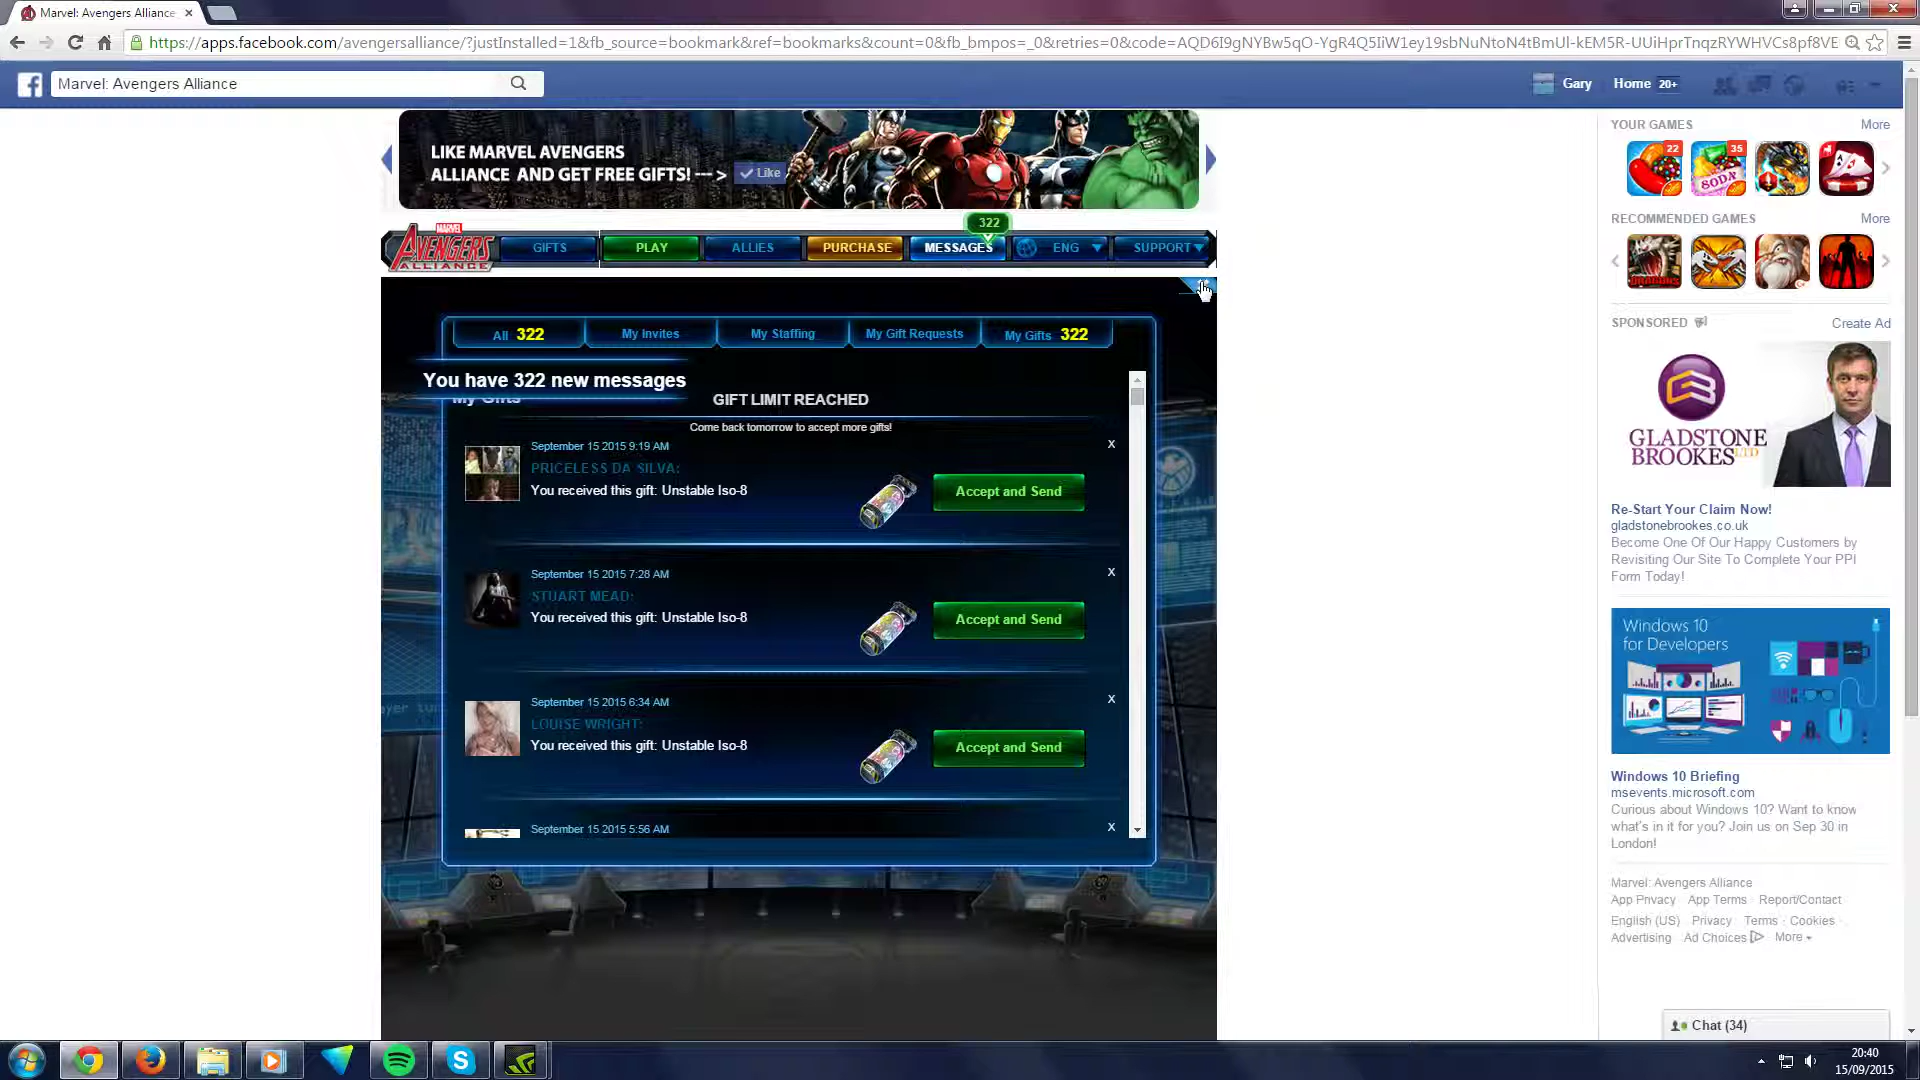 Marvel: Avengers Alliance
https://apps.facebook.com/avengersalliance/?justInstalled=1&fb_source=bookmark&ref=bookmarks&count=0&fb_bmpos=_0&retries=0&code=AQD6I9gNYBw5qO-YgR4Q5IiW1ey19sbNuNtoN4tBmUl-kEM5R-UUiHprTnqzRYWHVCs8pf8VE
Marvel: Avengers Alliance
Gary
Home 20+
LIKE MARVEL AVENGERS
ALLIANCE AND GET FREE GIFTS! --- >
Like
322
MARVEL
AVENGERS
ALLIANCE
GIFTS
PLAY
ALLIES
PURCHASE
MESSAGES
ENG
SUPPORT
All 322
My Invites
My Staffing
My Gift Requests
My Gifts 322
You have 322 new messages
My Gifts
GIFT LIMIT REACHED
Come back tomorrow to accept more gifts!
September 15 2015 9:19 AM
x
PRICELESS DA SILVA:
You received this gift: Unstable Iso-8
Accept and Send
September 15 2015 7:28 AM
x
STUART MEAD:
You received this gift: Unstable Iso-8
Accept and Send
September 15 2015 6:34 AM
x
LOUISE WRIGHT:
You received this gift: Unstable Iso-8
Accept and Send
September 15 2015 5:56 AM
x
YOUR GAMES
More
22
35
SODA
RECOMMENDED GAMES
More
DRAGONS
SPONSORED
Create Ad
GLADSTONE
BROOKES LTD
Re-Start Your Claim Now!
gladstonebrookes.co.uk
Become One Of Our Happy Customers by
Revisiting Our Site To Complete Your PPI
Form Today!
Windows 10
for Developers
Windows 10 Briefing
msevents.microsoft.com
Curious about Windows 10? Want to know
what's in it for you? Join us on Sep 30 in
London!
Marvel: Avengers Alliance
App Privacy App Terms Report/Contact
English (US) Privacy Terms · Cookies ·
Advertising Ad Choices More
Chat (34)
20:40
15/09/2015